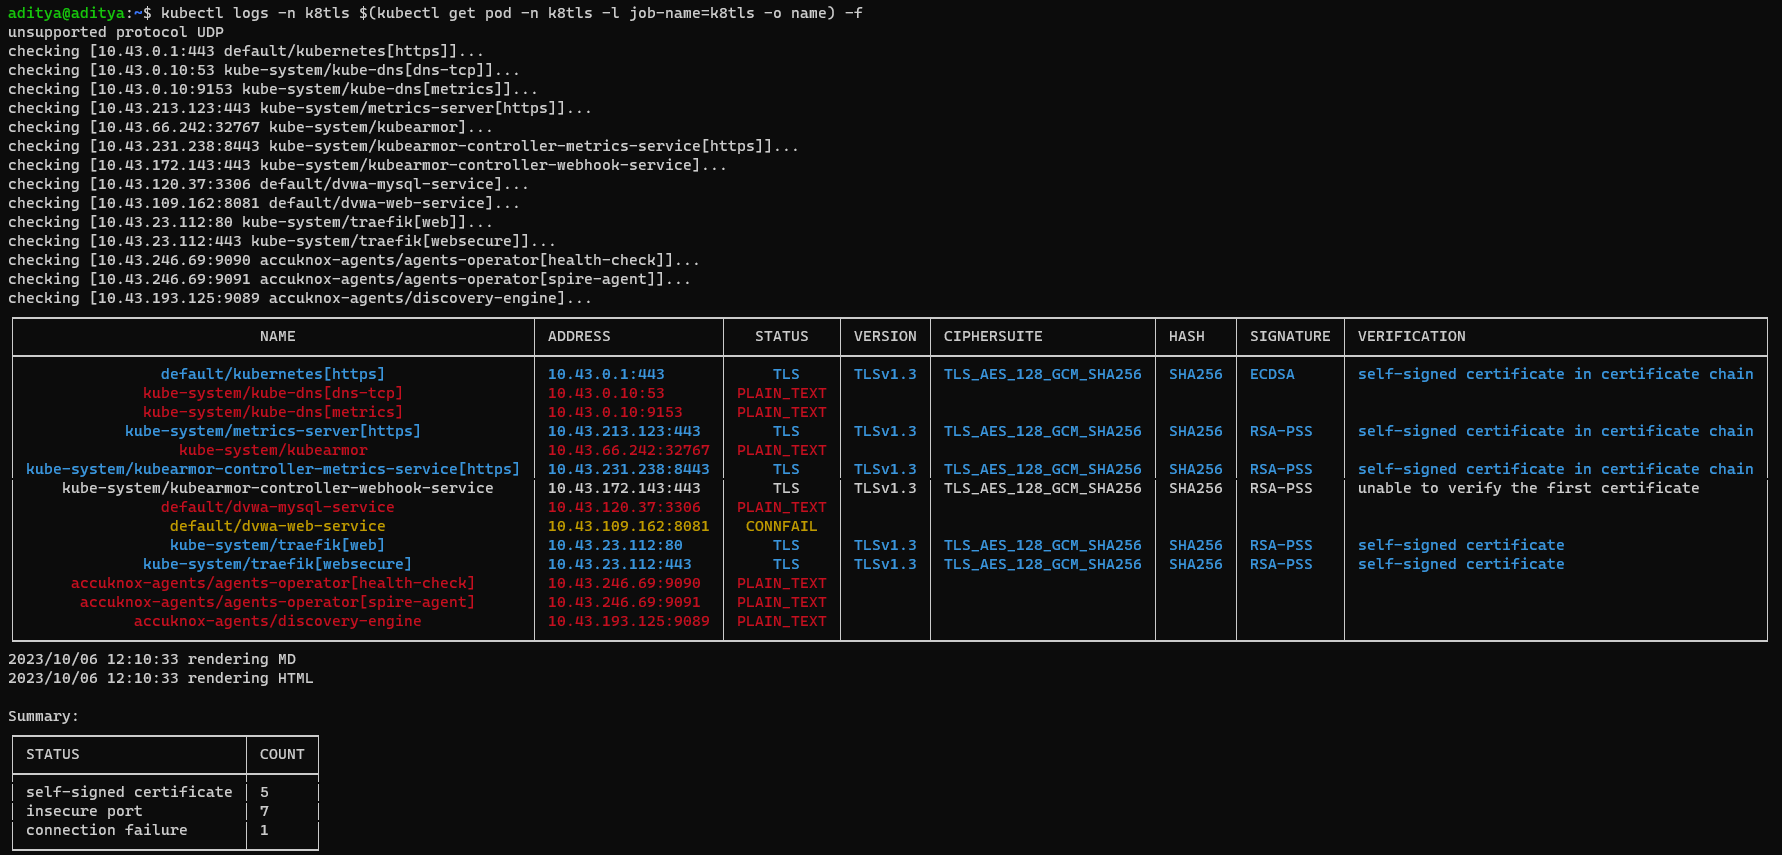 aditya@aditya:~$ kubectl logs -n k8tls $(kubectl get pod -n k8tls -l job-name=k8tls -o name) -f
unsupported protocol UDP
checking [10.43.0.1:443 default/kubernetes[https]]...
checking [10.43.0.10:53 kube-system/kube-dns[dns-tcp]]...
checking [10.43.0.10:9153 kube-system/kube-dns[metrics]]...
checking [10.43.213.123:443 kube-system/metrics-server[https]]...
checking [10.43.66.242:32767 kube-system/kubearmor]...
checking [10.43.231.238:8443 kube-system/kubearmor-controller-metrics-service[https]]...
checking [10.43.172.143:443 kube-system/kubearmor-controller-webhook-service]...
checking [10.43.120.37:3306 default/dvwa-mysql-service]...
checking [10.43.109.162:8081 default/dvwa-web-service]...
checking [10.43.23.112:80 kube-system/traefik[web]]...
checking [10.43.23.112:443 kube-system/traefik[websecure]]...
checking [10.43.246.69:9090 accuknox-agents/agents-operator[health-check]]...
checking [10.43.246.69:9091 accuknox-agents/agents-operator[spire-agent]]...
checking [10.43.193.125:9089 accuknox-agents/discovery-engine]...
NAME ADDRESS STATUS VERSION CIPHERSUITE HASH SIGNATURE VERIFICATION
default/kubernetes[https] 10.43.0.1:443 TLS TLSv1.3 TLS_AES_128_GCM_SHA256 SHA256 ECDSA self-signed certificate in certificate chain
kube-system/kube-dns[dns-tcp] 10.43.0.10:53 PLAIN_TEXT
kube-system/kube-dns[metrics] 10.43.0.10:9153 PLAIN_TEXT
kube-system/metrics-server[https] 10.43.213.123:443 TLS TLSv1.3 TLS_AES_128_GCM_SHA256 SHA256 RSA-PSS self-signed certificate in certificate chain
kube-system/kubearmor 10.43.66.242:32767 PLAIN_TEXT
kube-system/kubearmor-controller-metrics-service[https] 10.43.231.238:8443 TLS TLSv1.3 TLS_AES_128_GCM_SHA256 SHA256 RSA-PSS self-signed certificate in certificate chain
kube-system/kubearmor-controller-webhook-service 10.43.172.143:443 TLS TLSv1.3 TLS_AES_128_GCM_SHA256 SHA256 RSA-PSS unable to verify the first certificate
default/dvwa-mysql-service 10.43.120.37:3306 PLAIN_TEXT
default/dvwa-web-service 10.43.109.162:8081 CONNFAIL
kube-system/traefik[web] 10.43.23.112:80 TLS TLSv1.3 TLS_AES_128_GCM_SHA256 SHA256 RSA-PSS self-signed certificate
kube-system/traefik[websecure] 10.43.23.112:443 TLS TLSv1.3 TLS_AES_128_GCM_SHA256 SHA256 RSA-PSS self-signed certificate
accuknox-agents/agents-operator[health-check] 10.43.246.69:9090 PLAIN_TEXT
accuknox-agents/agents-operator[spire-agent] 10.43.246.69:9091 PLAIN_TEXT
accuknox-agents/discovery-engine 10.43.193.125:9089 PLAIN_TEXT
2023/10/06 12:10:33 rendering MD
2023/10/06 12:10:33 rendering HTML
Summary:
STATUS COUNT
self-signed certificate 5
insecure port 7
connection failure 1